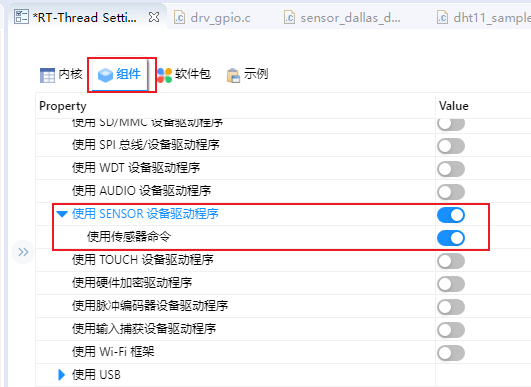 *RT-Thread Setti...
drv_gpio.c
sensor_dallas_d...
dht11_sample
内核
组件
软件包
示例
Property
Value
使用 SD/MMC 设备驱动程序
使用 SPI 总线/设备驱动程序
使用 WDT 设备驱动程序
使用 AUDIO 设备驱动程序
使用 SENSOR 设备驱动程序
使用传感器命令
使用 TOUCH 设备驱动程序
使用硬件加密驱动程序
使用脉冲编码器设备驱动程序
使用输入捕获设备驱动程序
使用 Wi-Fi 框架
使用 USB